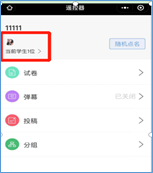 遥控器
11111
当前学生1位 >
随机点名
试卷
弹幕
已关闭
投稿
分组